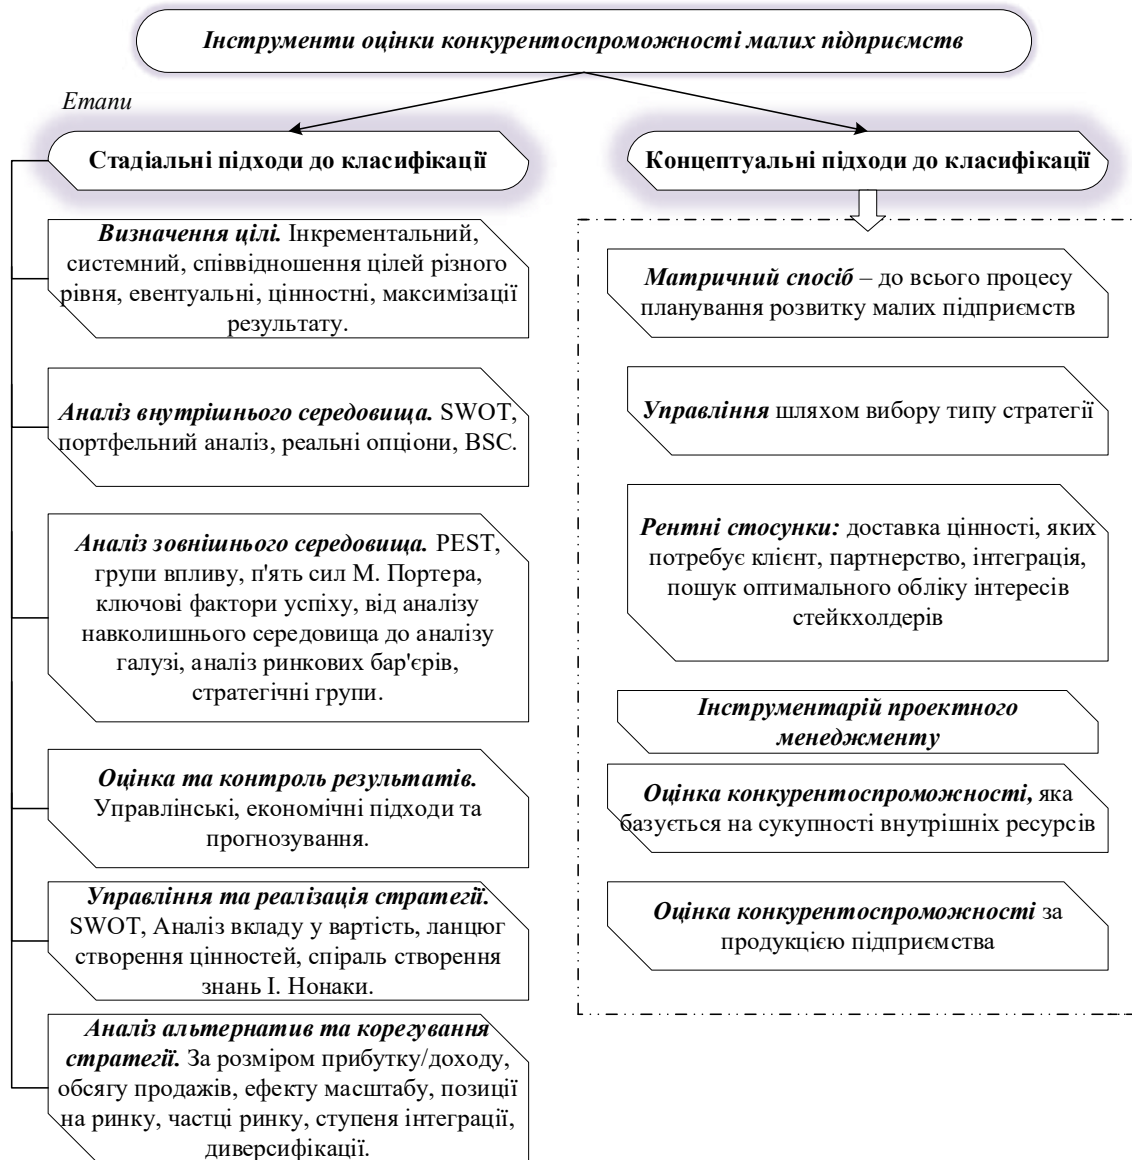 Інструменти оцінки конкурентоспроможності малих підприємств
Етапи
Стадіальні підходи до класифікації
Визначення цілі. Інкрементальний,
системний, співвідношення цілей різного
рівня, евентуальні, цінностні, максимізації
результату.
Аналіз внутрішнього середовища. SWOT,
портфельний аналіз, реальні опціони, BSC.
Аналіз зовнішнього середовища. PEST,
групи впливу, п'ять сил М. Портера,
ключові фактори успіху, від аналізу
навколишнього середовища до аналізу
галузі, аналіз ринкових бар'єрів,
стратегічні групи.
Оцінка та контроль результатів.
Управлінські, економічні підходи та
прогнозування.
Управління та реалізація стратегії.
SWOT, Аналіз вкладу у вартість, ланцюг
створення цінностей, спіраль створення
знань І. Нонаки.
Аналіз альтернатив та корегування
стратегії. За розміром прибутку/доходу,
обсягу продажів, ефекту масштабу, позиції
на ринку, частці ринку, ступеня інтеграції,
диверсифікації.
Концептуальні підходи до класифікації
Матричний спосіб – до всього процесу
планування розвитку малих підприємств
Управління шляхом вибору типу стратегії
Рентні стосунки: доставка цінності, яких
потребує клієнт, партнерство, інтеграція,
пошук оптимального обліку інтересів
стейкхолдерів
Інструментарій проектного
менеджменту
Оцінка конкурентоспроможності, яка
базується на сукупності внутрішніх ресурсів
Оцінка конкурентоспроможності за
продукцією підприємства